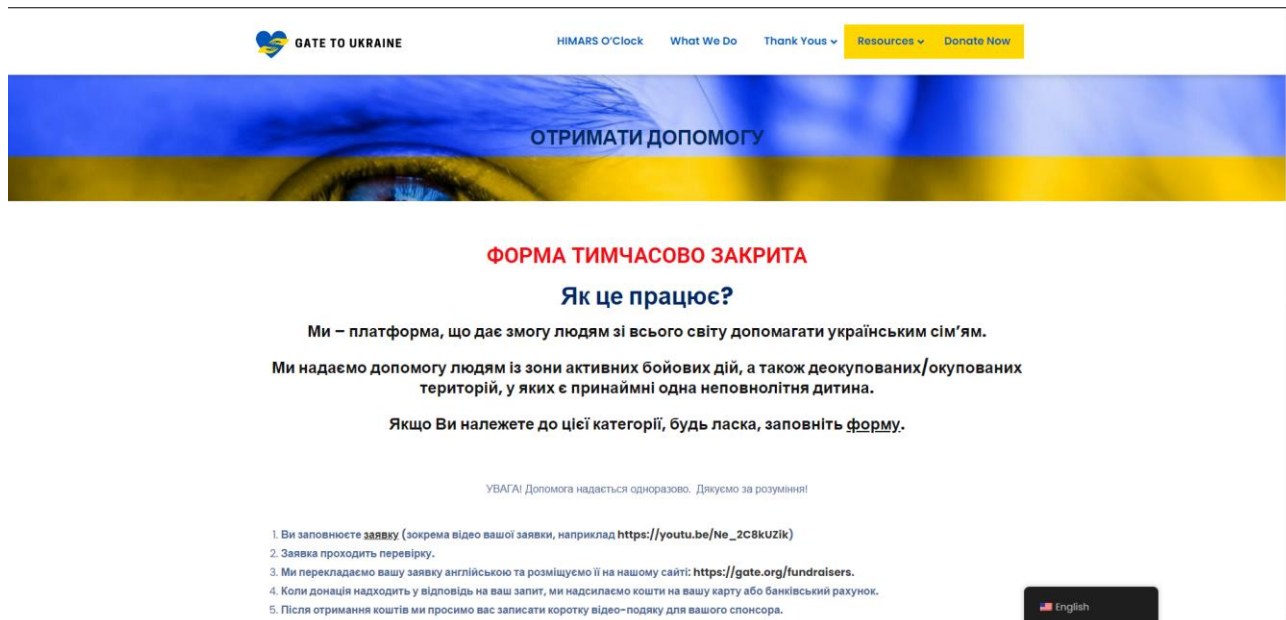 GATE TO UKRAINE
HIMARS O'Clock What We Do Thank Yous Resources Donate Now
ОТРИМАТИ ДОПОМОГУ
ФОРМА ТИМЧАСОВО ЗАКРИТА
Як це працює?
Ми – платформа, що дає змогу людям зі всього світу допомагати українським сім’ям.
Ми надаємо допомогу людям із зони активних бойових дій, а також деокупованих/окупованих
територій, у яких є принаймні одна неповнолітня дитина.
Якщо Ви належете до цієї категорії, будь ласка, заповніть форму.
УВАГА! Допомога надається одноразово. Дякуємо за розуміння!
1. Ви заповнюєте заявку (зокрема відео вашої заявки, наприклад https://youtu.be/Ne_2C8kUZik)
2. Заявка проходить перевірку.
3. Ми перекладаємо вашу заявку англійською та розміщуємо її на нашому сайті: https://gate.org/fundraisers.
4. Коли донація надходить у відповідь на ваш запит, ми надсилаємо кошти на вашу карту або банківський рахунок.
5. Після отримання коштів ми просимо вас записати коротку відео-подяку для вашого спонсора.
English